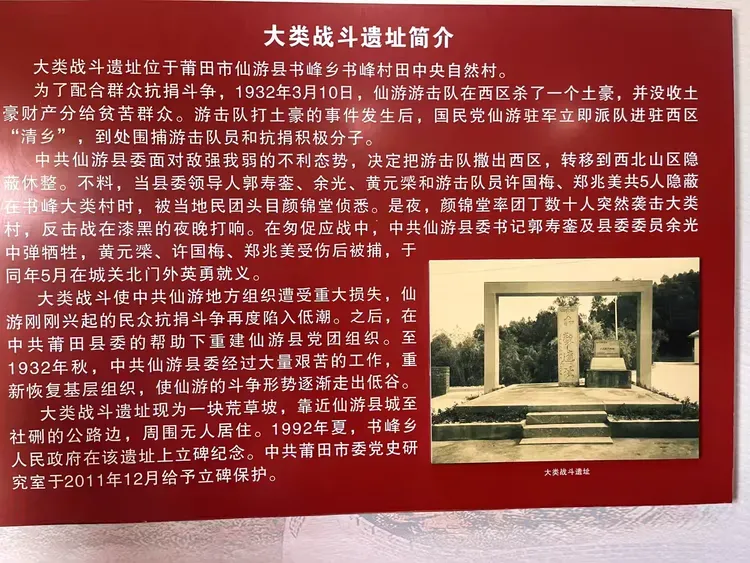 大类战斗遗址简介
大类战斗遗址位于莆田市仙游县书峰乡书峰村田中央自然村。
为了配合群众抗捐斗争，1932年3月10日，仙游游击队在西区杀了一个土豪，并没收土
豪财产分给贫苦群众。游击队打土豪的事件发生后，国民党仙游驻军立即派队进驻西区
“清乡”，到处围捕游击队员和抗捐积极分子。
中共仙游县委面对敌强我弱的不利态势，决定把游击队撤出西区，转移到西北山区隐
蔽休整。不料，当县委领导人郭寿銮、余光、黄元桬和游击队员许国梅、郑兆美共5人隐蔽
在书峰大类村时，被当地民团头目颜锦堂侦悉。是夜，颜锦堂率团丁数十人突然袭击大类
村，反击战在漆黑的夜晚打响。在匆促应战中，中共仙游县委书记郭寿銮及县委委员余光
中弹牺牲，黄元桬、许国梅、郑兆美受伤后被捕，于
同年5月在城关北门外英勇就义。
大类战斗使中共仙游地方组织遭受重大损失，仙
游刚刚兴起的民众抗捐斗争再度陷入低潮。之后，在
中共莆田县委的帮助下重建仙游县党团组织。至
1932年秋，中共仙游县委经过大量艰苦的工作，重
新恢复基层组织，使仙游的斗争形势逐渐走出低谷。
大类战斗遗址现为一块荒草坡，靠近仙游县城至
社硎的公路边，周围无人居住。1992年夏，书峰乡
人民政府在该遗址上立碑纪念。中共莆田市委党史研
究室于2011年12月给予立碑保护。
大类战斗遗址